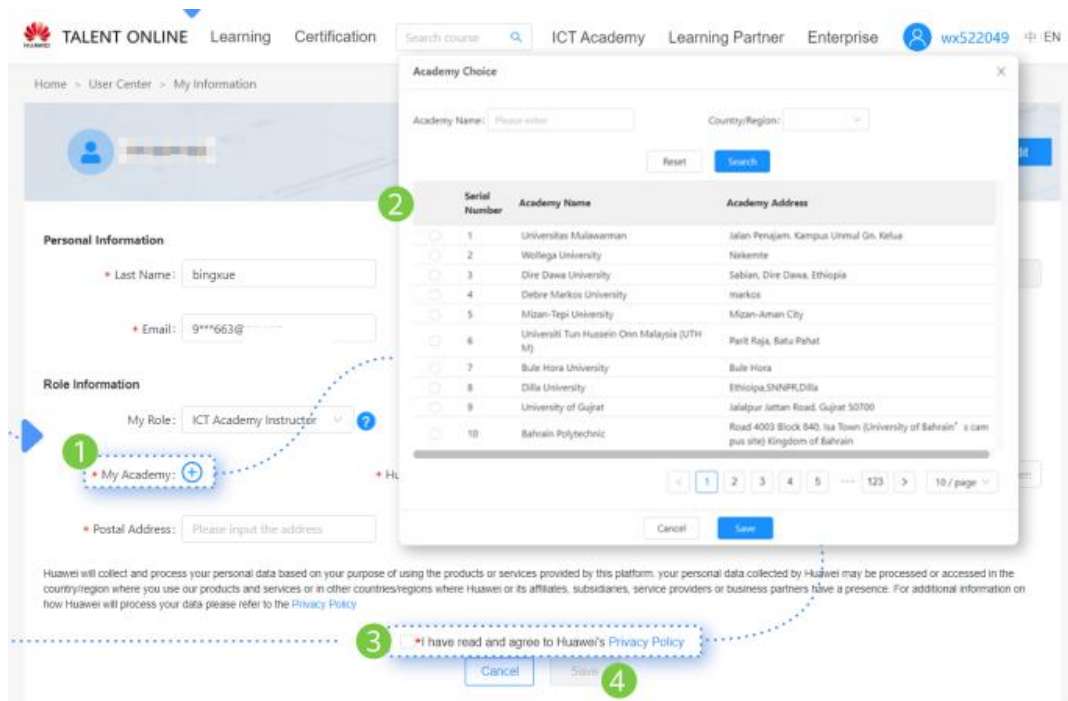 HUAWEI TALENT ONLINE Learning Certification Search course ICT Academy Learning Partner Enterprise wx522049 中 EN
Home > User Center > My Information
Academy Choice
Academy Name: Please enter Country/Region:
Reset Search
2
Serial Number Academy Name Academy Address
1 Universitas Mulawarman Jalan Penajam. Kampus Unmul Gn. Kelua
2 Wollega University Nekemte
3 Dire Dawa University Sabian, Dire Dawa, Ethiopia
4 Debre Markos University markos
5 Mizan-Tepi University Mizan-Aman City
6 Universiti Tun Hussein Onn Malaysia (UTH
M) Parit Raja, Batu Pahat
7 Bule Hora University Bule Hora
8 Dilla University Ethioipa,SNNPR,Dilla
9 University of Gujrat Jalalpur Jattan Road, Gujrat 50700
10 Bahrain Polytechnic Road 4003 Block 840, Isa Town (University of Bahrain’s cam
pus site) Kingdom of Bahrain
< 1 2 3 4 5 ··· 123 > 10 / page
Cancel Save
Personal Information
* Last Name: bingxue
* Email: 9***663@
Role Information
My Role: ICT Academy Instructor ?
1
* My Academy: * Hu
* Postal Address: Please input the address
Huawei will collect and process your personal data based on your purpose of using the products or services provided by this platform. your personal data collected by Huawei may be processed or accessed in the
country/region where you use our products and services or in other countries/regions where Huawei or its affiliates, subsidiaries, service providers or business partners have a presence. For additional information on
how Huawei will process your data please refer to the Privacy Policy
3 *I have read and agree to Huawei's Privacy Policy
Cancel Save
4